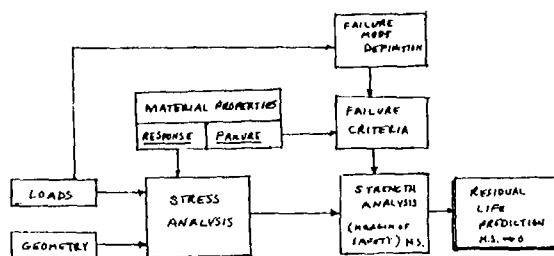 FAILURE
MODE
DEFINITION
MATERIAL PROPERTIES
RESPONSE
FAILURE
FAILURE
CRITERIA
LOADS
GEOMETRY
STRESS
ANALYSIS
STRENGTH
ANALYSIS
(MARGIN OF
SAFETY) M.S.
RESIDUAL
LIFE
PREDICTION
M.S. → 0